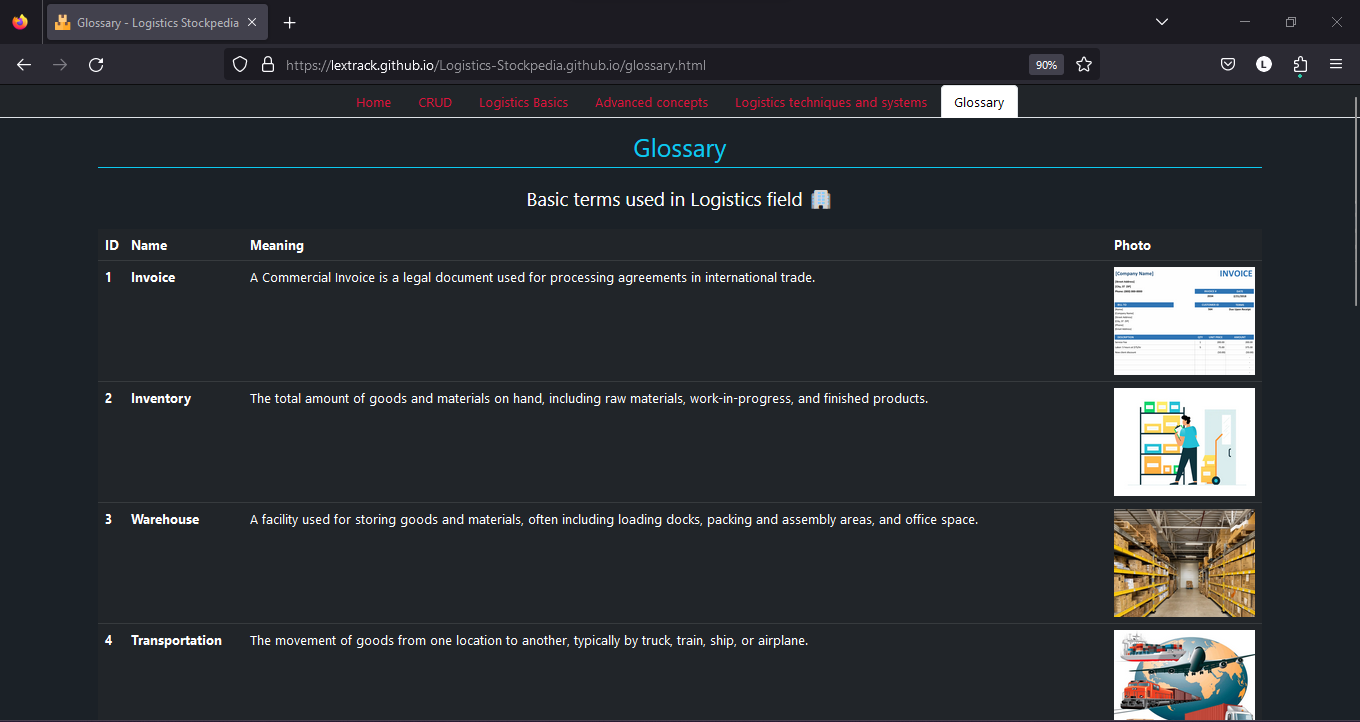 Glossary - Logistics Stockpedia
https://lextrack.github.io/Logistics-Stockpedia.github.io/glossary.html
90%
L
Home CRUD Logistics Basics Advanced concepts Logistics techniques and systems Glossary
Glossary
Basic terms used in Logistics field
ID Name Meaning Photo
1 Invoice A Commercial Invoice is a legal document used for processing agreements in international trade.
[Company Name] INVOICE
2 Inventory The total amount of goods and materials on hand, including raw materials, work-in-progress, and finished products.
3 Warehouse A facility used for storing goods and materials, often including loading docks, packing and assembly areas, and office space.
4 Transportation The movement of goods from one location to another, typically by truck, train, ship, or airplane.